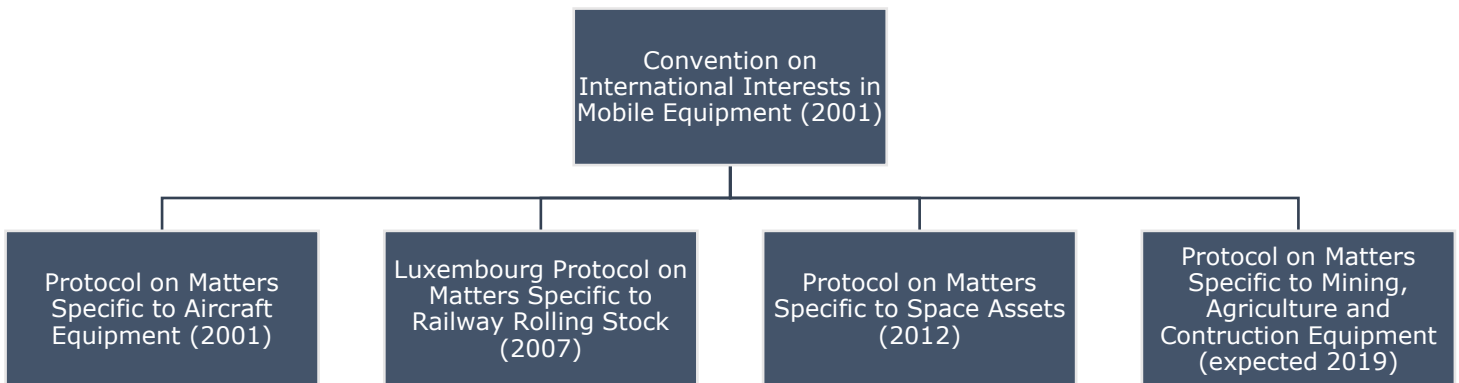 Convention on
International Interests in
Mobile Equipment (2001)
Protocol on Matters
Specific to Aircraft
Equipment (2001)
Luxembourg Protocol on
Matters Specific to
Railway Rolling Stock
(2007)
Protocol on Matters
Specific to Space Assets
(2012)
Protocol on Matters
Specific to Mining,
Agriculture and
Contruction Equipment
(expected 2019)